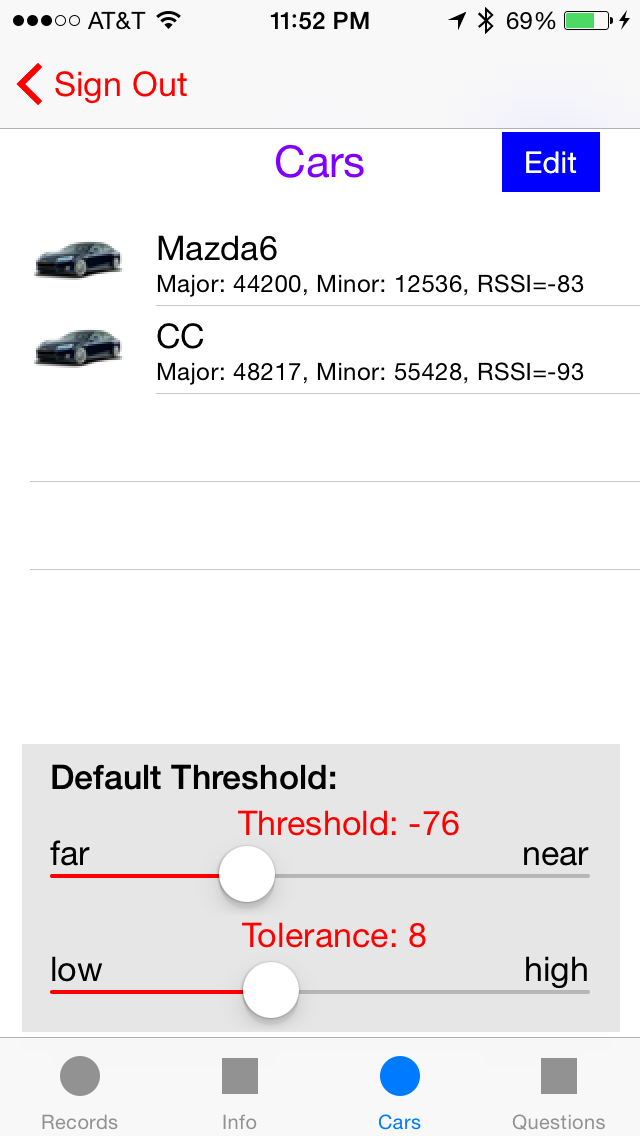 AT&T 11:52 PM 69%
Sign Out
Cars Edit
Mazda6
Major: 44200, Minor: 12536, RSSI=-83
CC
Major: 48217, Minor: 55428, RSSI=-93
Default Threshold:
Threshold: -76
far near
Tolerance: 8
low high
Records Info Cars Questions